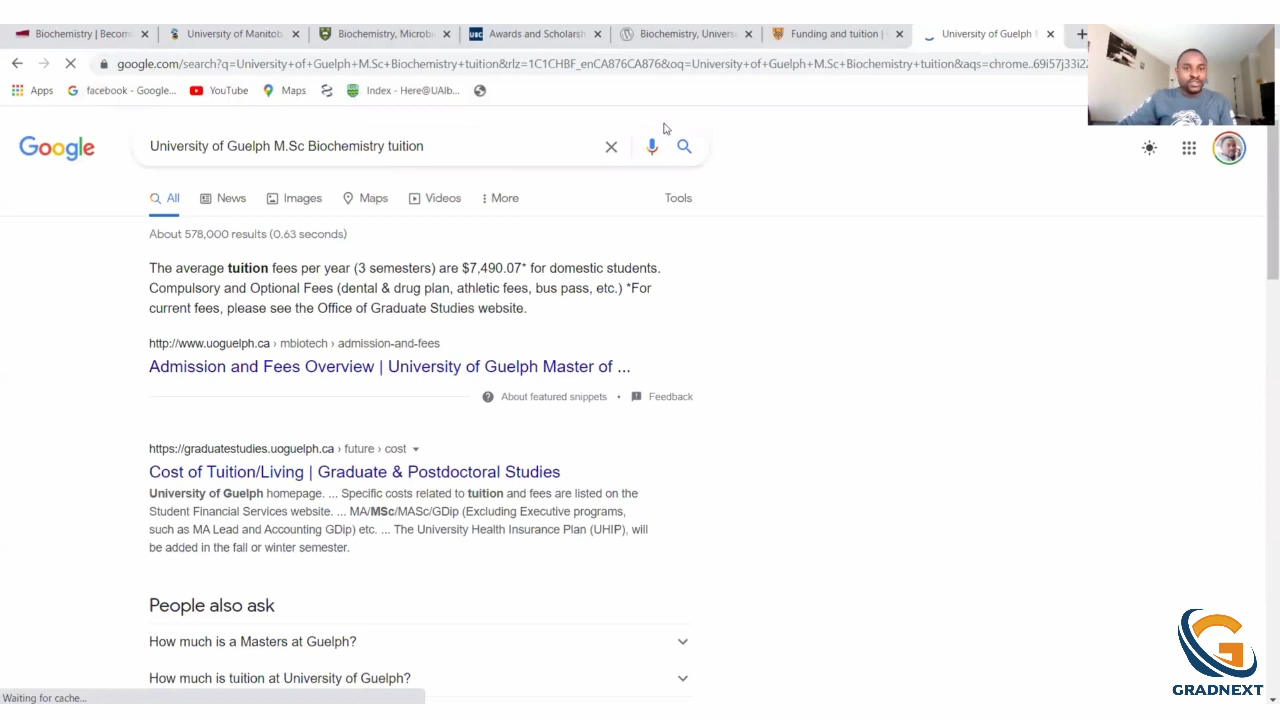 Biochemistry | Becom
University of Manitob
Biochemistry, Microbi
Awards and Scholarsh
Biochemistry, Univers
Funding and tuition |
University of Guelph M
google.com/search?q=University+of+Guelph+M.Sc+Biochemistry+tuition&rlz=1C1CHBF_enCA876CA876&oq=University+of+Guelph+M.Sc+Biochemistry+tuition&aqs=chrome..69i57j33i2
Apps
facebook - Google...
YouTube
Maps
Index - Here@UAlb...
Google
University of Guelph M.Sc Biochemistry tuition
All
News
Images
Maps
Videos
More
Tools
About 578,000 results (0.63 seconds)
The average tuition fees per year (3 semesters) are $7,490.07* for domestic students.
Compulsory and Optional Fees (dental & drug plan, athletic fees, bus pass, etc.) *For
current fees, please see the Office of Graduate Studies website.
http://www.uoguelph.ca › mbiotech › admission-and-fees
Admission and Fees Overview | University of Guelph Master of ...
About featured snippets • Feedback
https://graduatestudies.uoguelph.ca › future › cost
Cost of Tuition/Living | Graduate & Postdoctoral Studies
University of Guelph homepage. ... Specific costs related to tuition and fees are listed on the
Student Financial Services website. ... MA/MSc/MASc/GDip (Excluding Executive programs,
such as MA Lead and Accounting GDip) etc. ... The University Health Insurance Plan (UHIP), will
be added in the fall or winter semester.
People also ask
How much is a Masters at Guelph?
How much is tuition at University of Guelph?
Waiting for cache...
GRADNEXT